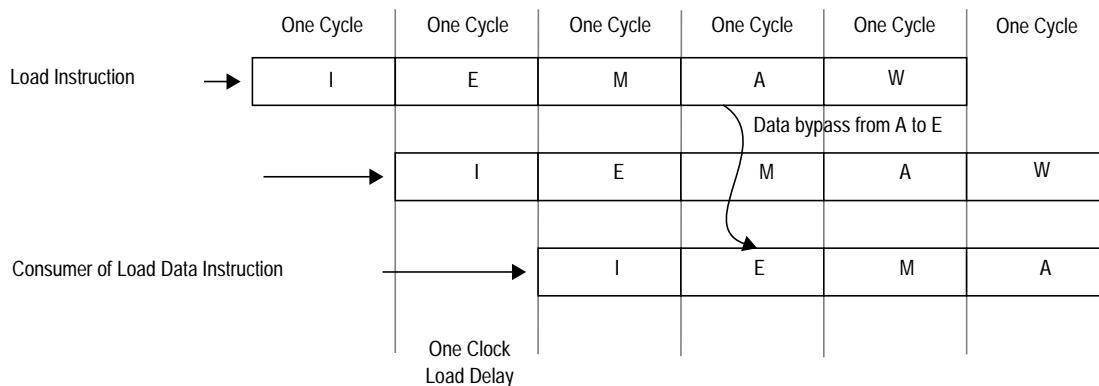 One Cycle One Cycle One Cycle One Cycle One Cycle One Cycle
Load Instruction I E M A W
Data bypass from A to E
I E M A W
Consumer of Load Data Instruction I E M A
One Clock
Load Delay